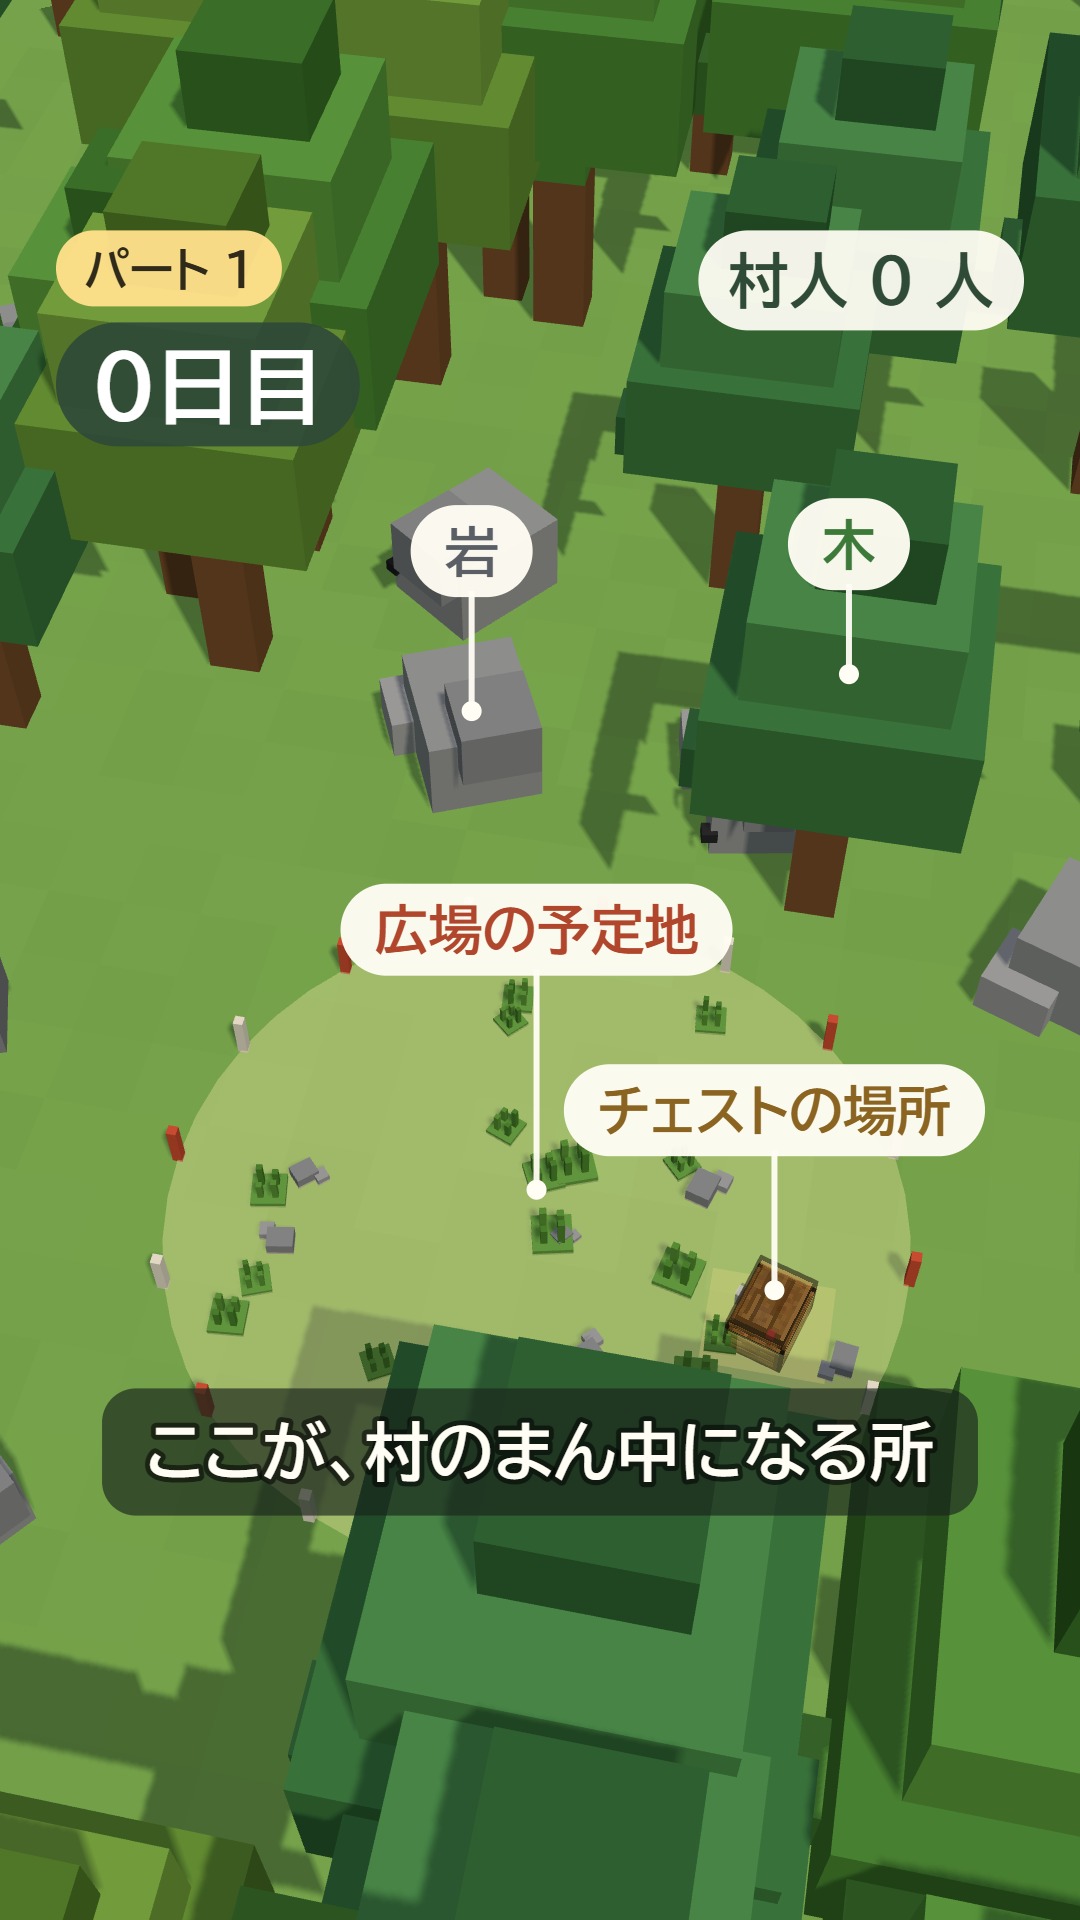 パート 1
0日目
村人 0 人
岩
木
広場の予定地
チェストの場所
ここが、村のまん中になる所